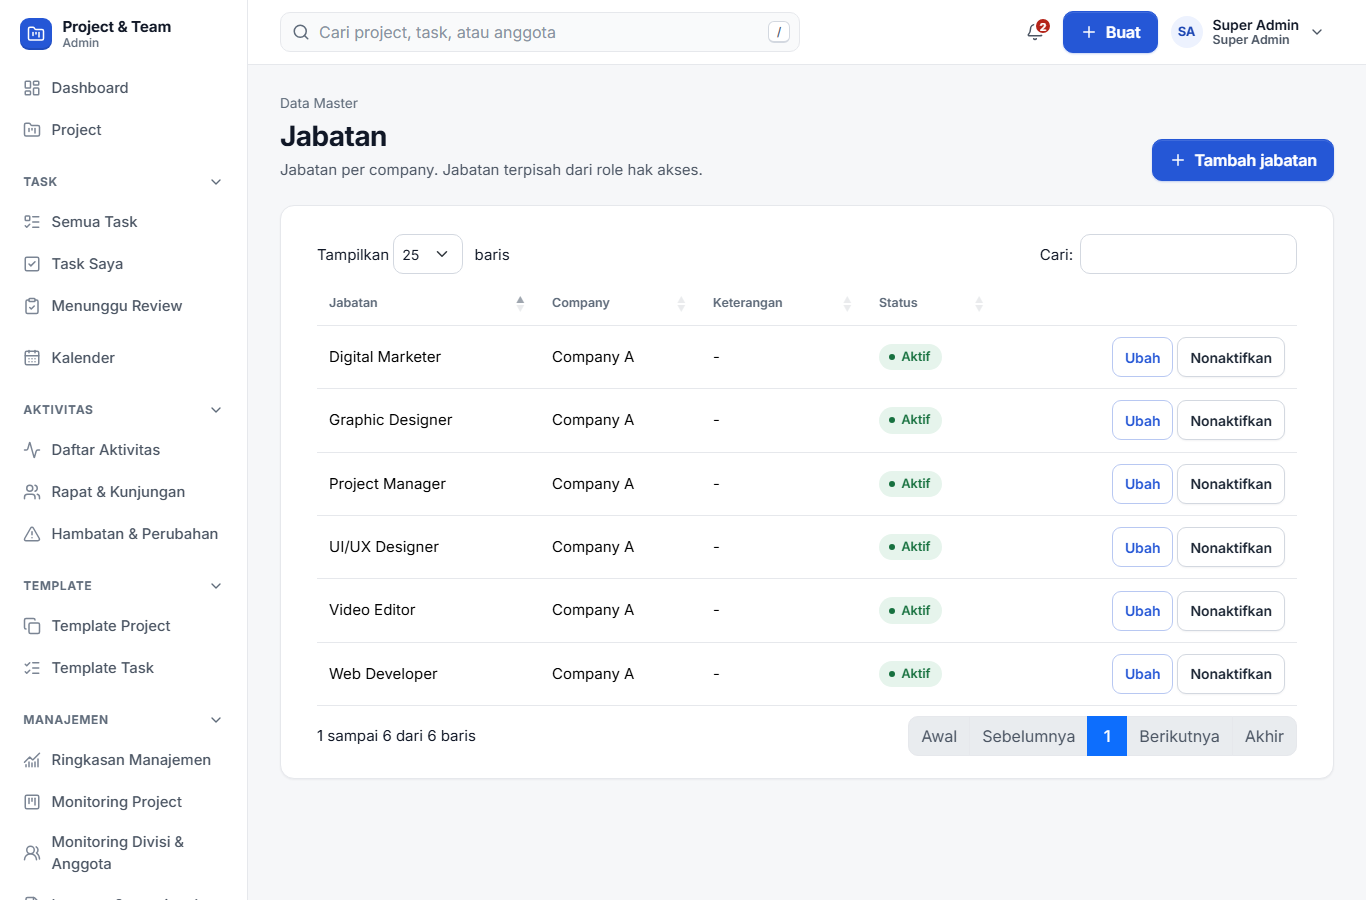 Project & Team
Admin
Dashboard
Project
TASK
Semua Task
Task Saya
Menunggu Review
Kalender
AKTIVITAS
Daftar Aktivitas
Rapat & Kunjungan
Hambatan & Perubahan
TEMPLATE
Template Project
Template Task
MANAJEMEN
Ringkasan Manajemen
Monitoring Project
Monitoring Divisi &
Anggota
Cari project, task, atau anggota
/
2
Buat
SA
Super Admin
Super Admin
Data Master
Jabatan
Jabatan per company. Jabatan terpisah dari role hak akses.
Tambah jabatan
Tampilkan 25 baris
Cari:
Jabatan Company Keterangan Status
Digital Marketer Company A - Aktif Ubah Nonaktifkan
Graphic Designer Company A - Aktif Ubah Nonaktifkan
Project Manager Company A - Aktif Ubah Nonaktifkan
UI/UX Designer Company A - Aktif Ubah Nonaktifkan
Video Editor Company A - Aktif Ubah Nonaktifkan
Web Developer Company A - Aktif Ubah Nonaktifkan
1 sampai 6 dari 6 baris
Awal Sebelumnya 1 Berikutnya Akhir